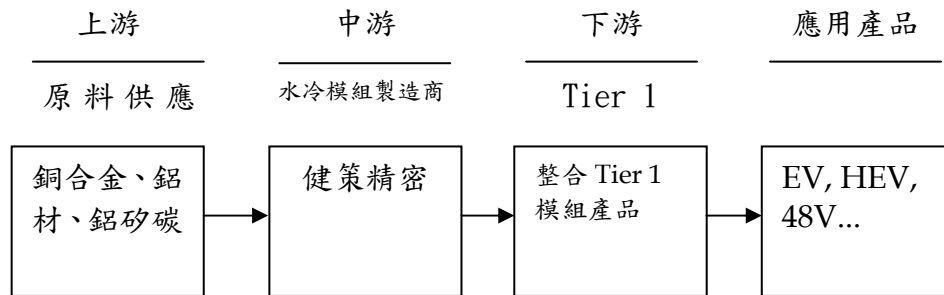 上游 中游 下游 應用產品
原料供應 水冷模組製造商 Tier 1
銅合金、鋁
材、鋁矽碳
健策精密
整合 Tier 1
模組產品
EV, HEV,
48V...